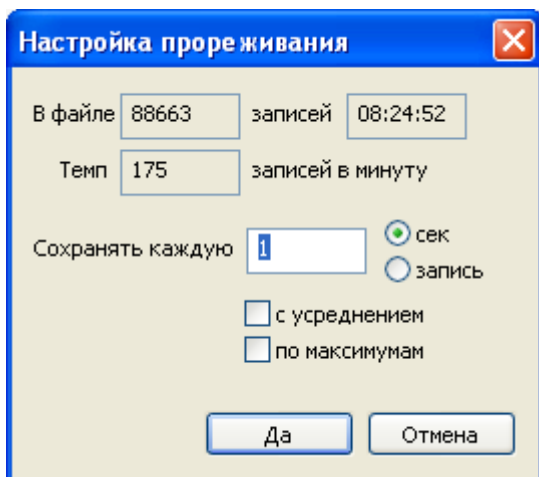 Настройка прореживания
В файле 88663 записей 08:24:52
Темп 175 записей в минуту
Сохранять каждую 1 сек
запись
с усреднением
по максимумам
Да Отмена